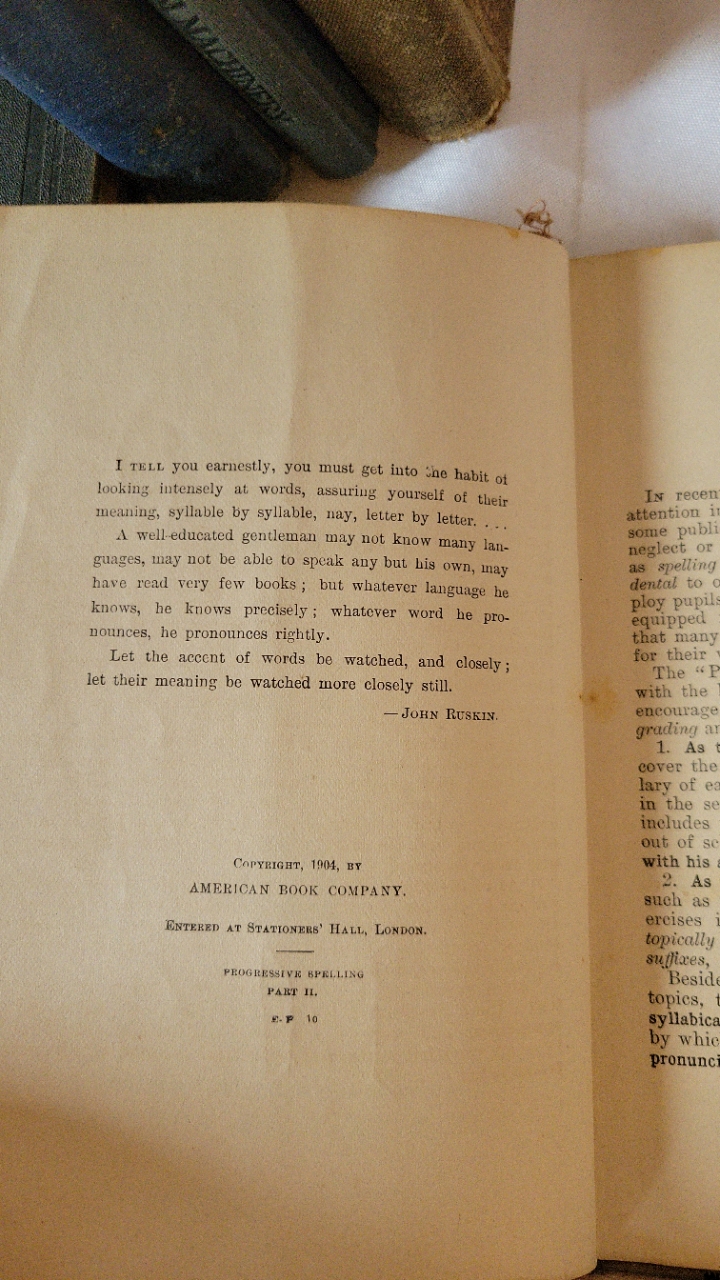 MACHINERY
I TELL you earnestly, you must get into the habit of
looking intensely at words, assuring yourself of their
meaning, syllable by syllable, nay, letter by letter. . . .
A well-educated gentleman may not know many lan-
guages, may not be able to speak any but his own, may
have read very few books; but whatever language he
knows, he knows precisely; whatever word he pro-
nounces, he pronounces rightly.
Let the accent of words be watched, and closely;
let their meaning be watched more closely still.
—JOHN RUSKIN.
COPYRIGHT, 1904, BY
AMERICAN BOOK COMPANY.
ENTERED AT STATIONERS' HALL, LONDON.
PROGRESSIVE SPELLING
PART II.
E. P 10
IN recen
attention i
some publi
neglect or
as spelling
dental to o
ploy pupils
equipped
that many
for their
The "P
with the
encourage
grading a
1. As t
cover the
lary of ea
in the se
includes
out of sc
with his a
2. As
such as
ercises i
topically
suffixes,
Beside
topics, t
syllabica
by whic
pronunci